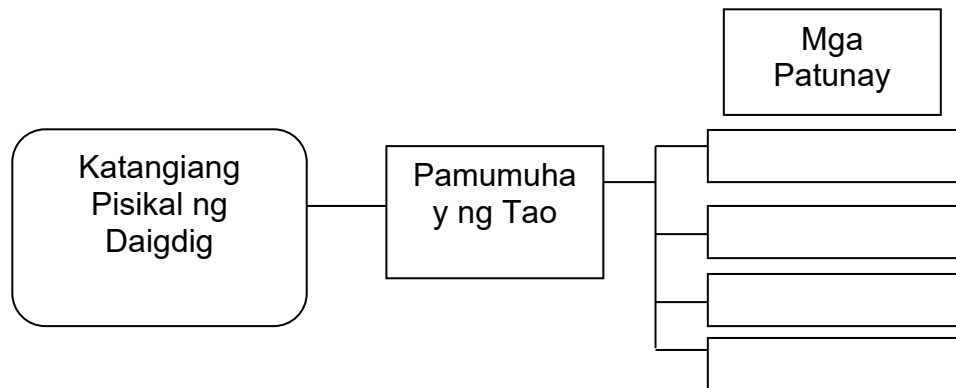 Mga
Patunay
Katangiang
Pisikal ng
Daigdig
Pamumuha
y ng Tao